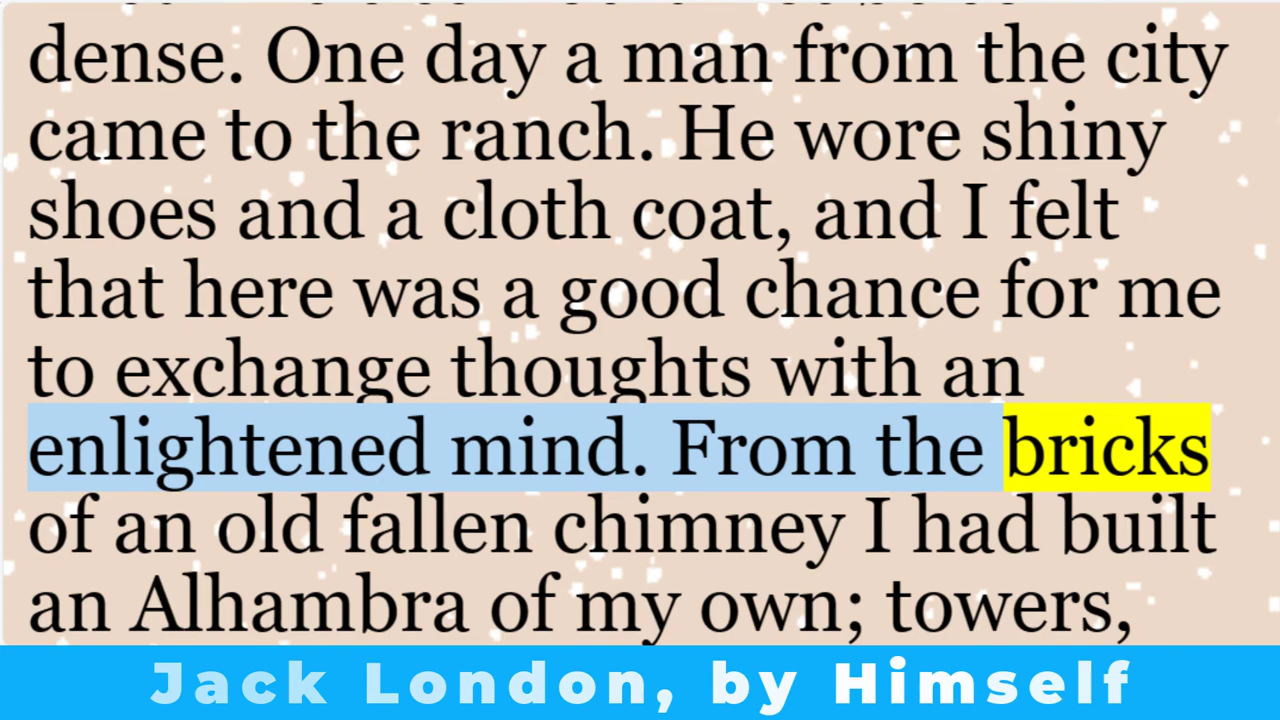 dense. One day a man from the city
came to the ranch. He wore shiny
shoes and a cloth coat, and I felt
that here was a good chance for me
to exchange thoughts with an
enlightened mind. From the bricks
of an old fallen chimney I had built
an Alhambra of my own; towers,
Jack London, by Himself